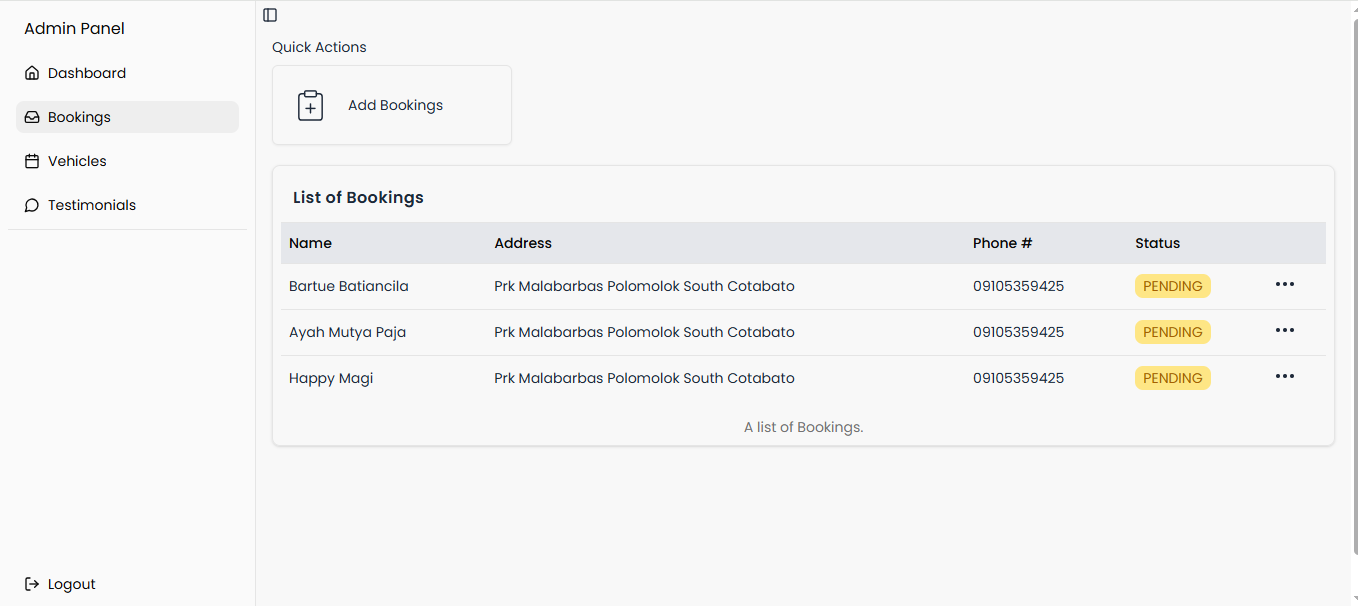 Admin Panel
Dashboard
Bookings
Vehicles
Testimonials
Logout
Quick Actions
Add Bookings
List of Bookings
Name Address Phone # Status
Bartue Batiancila Prk Malabarbas Polomolok South Cotabato 09105359425 PENDING
Ayah Mutya Paja Prk Malabarbas Polomolok South Cotabato 09105359425 PENDING
Happy Magi Prk Malabarbas Polomolok South Cotabato 09105359425 PENDING
A list of Bookings.